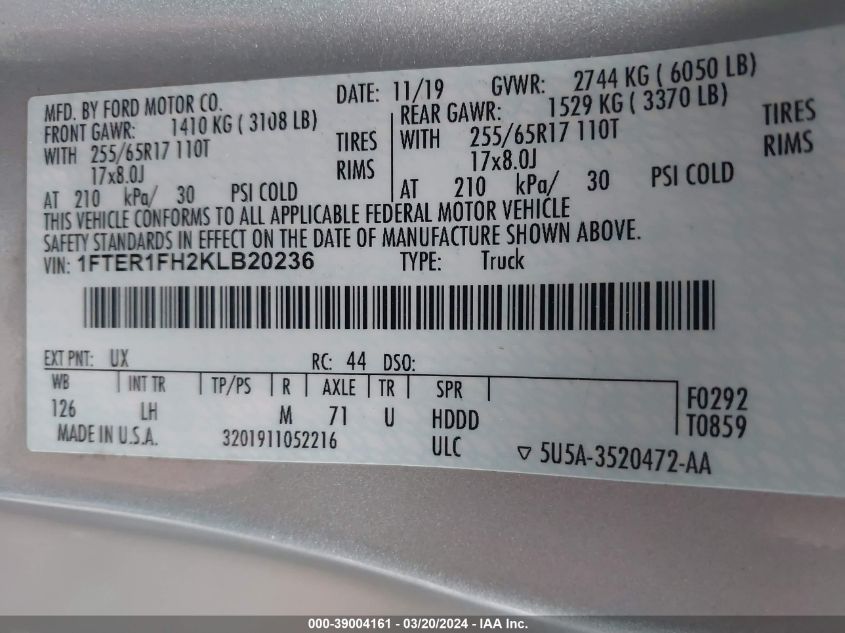 MFD. BY FORD MOTOR CO.
DATE: 11/19
GVWR: 2744 KG ( 6050 LB)
FRONT GAWR: 1410 KG ( 3108 LB)
REAR GAWR: 1529 KG ( 3370 LB)
WITH 255/65R17 110T TIRES
WITH 255/65R17 110T TIRES
17x8.0J RIMS
17x8.0J RIMS
AT 210 kPa/ 30 PSI COLD
AT 210 kPa/ 30 PSI COLD
THIS VEHICLE CONFORMS TO ALL APPLICABLE FEDERAL MOTOR VEHICLE
SAFETY STANDARDS IN EFFECT ON THE DATE OF MANUFACTURE SHOWN ABOVE.
VIN: 1FTER1FH2KLB20236 TYPE: Truck
EXT PNT: UX RC: 44 DSO:
WB INT TR TP/PS R AXLE TR SPR
126 LH M 71 U HDDD
F0292
T0859
MADE IN U.S.A. 3201911052216 ULC
▽ 5U5A-3520472-AA
000-39004161 - 03/20/2024 - IAA Inc.